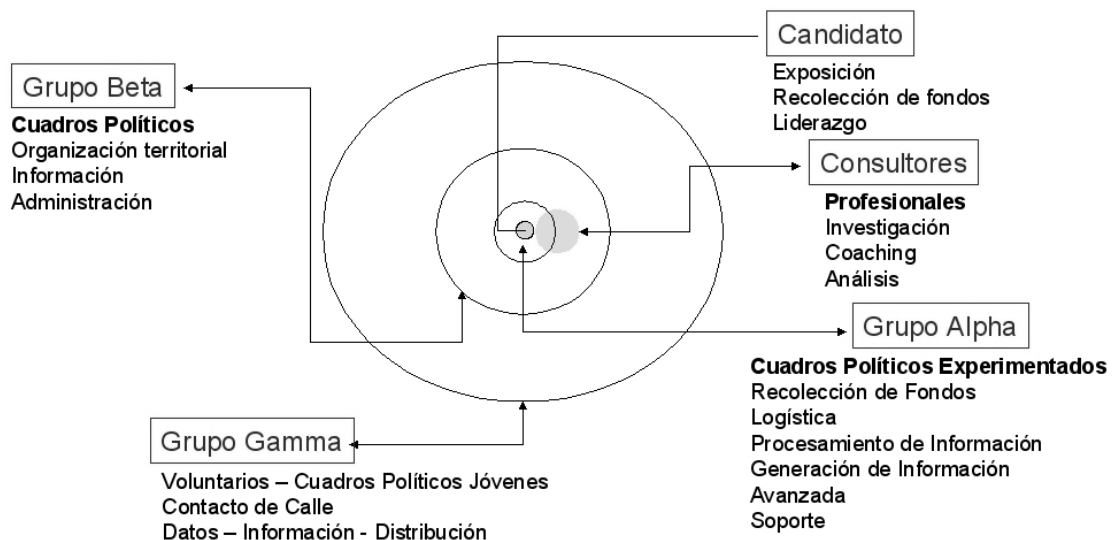 Candidato
Exposición
Recolección de fondos
Liderazgo
Grupo Beta
Cuadros Políticos
Organización territorial
Información
Administración
Consultores
Profesionales
Investigación
Coaching
Análisis
Grupo Alpha
Cuadros Políticos Experimentados
Recolección de Fondos
Logística
Procesamiento de Información
Generación de Información
Avanzada
Soporte
Grupo Gamma
Voluntarios – Cuadros Políticos Jóvenes
Contacto de Calle
Datos – Información - Distribución